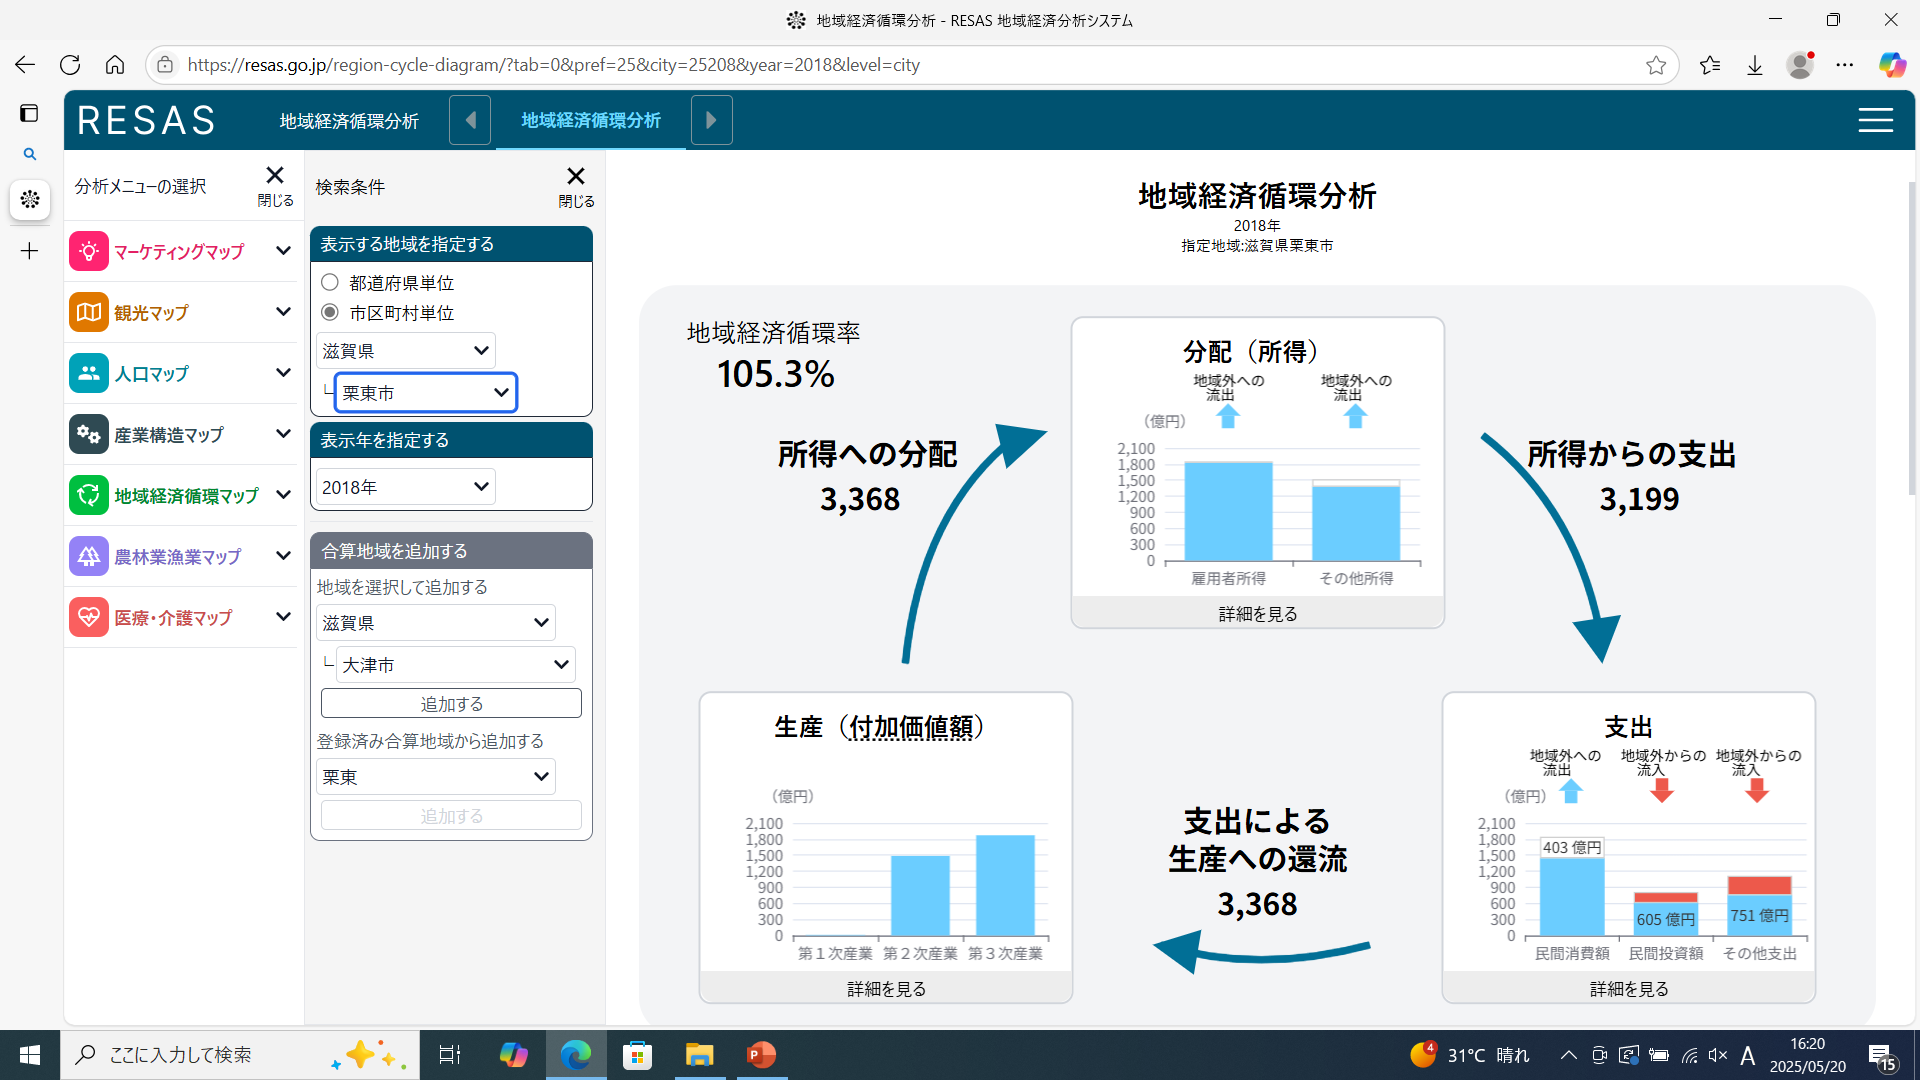 地域経済循環分析 - RESAS 地域経済分析システム
https://resas.go.jp/region-cycle-diagram/?tab=0&pref=25&city=25208&year=2018&level=city
RESAS
地域経済循環分析
地域経済循環分析
分析メニューの選択
閉じる
マーケティングマップ
観光マップ
人口マップ
産業構造マップ
地域経済循環マップ
農林業漁業マップ
医療・介護マップ
検索条件
閉じる
表示する地域を指定する
都道府県単位
市区町村単位
滋賀県
└ 栗東市
表示年を指定する
2018年
合算地域を追加する
地域を選択して追加する
滋賀県
└ 大津市
追加する
登録済み合算地域から追加する
栗東
追加する
地域経済循環分析
2018年
指定地域:滋賀県栗東市
地域経済循環率
105.3%
所得への分配
3,368
分配（所得）
地域外への
流出
地域外への
流出
（億円）
2,100
1,800
1,500
1,200
900
600
300
0
雇用者所得 その他所得
詳細を見る
所得からの支出
3,199
生産（付加価値額）
（億円）
2,100
1,800
1,500
1,200
900
600
300
0
第１次産業 第２次産業 第３次産業
詳細を見る
支出による
生産への還流
3,368
支出
地域外への
流出
地域外からの
流入
地域外からの
流入
（億円）
2,100
1,800
1,500
1,200
900
600
300
0
403 億円
605 億円
751 億円
民間消費額 民間投資額 その他支出
詳細を見る
ここに入力して検索
4
31°C 晴れ
A
16:20
2025/05/20
15